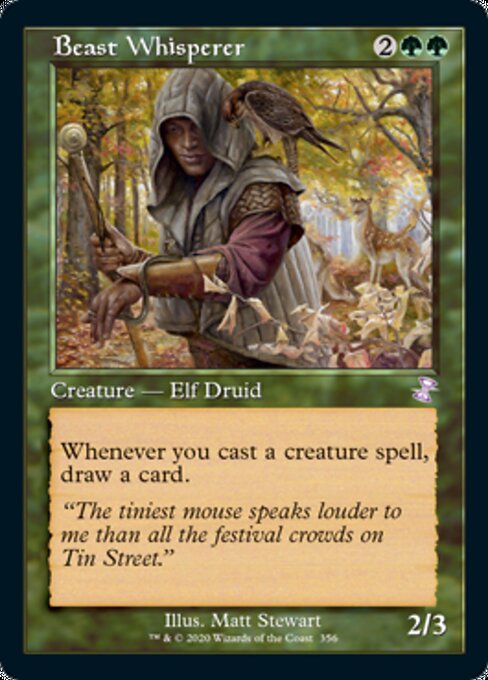 Beast Whisperer 2
Creature — Elf Druid
Whenever you cast a creature spell,
draw a card.
“The tiniest mouse speaks louder to
me than all the festival crowds on
Tin Street.”
Illus. Matt Stewart
™ & © 2020 Wizards of the Coast 356
2/3